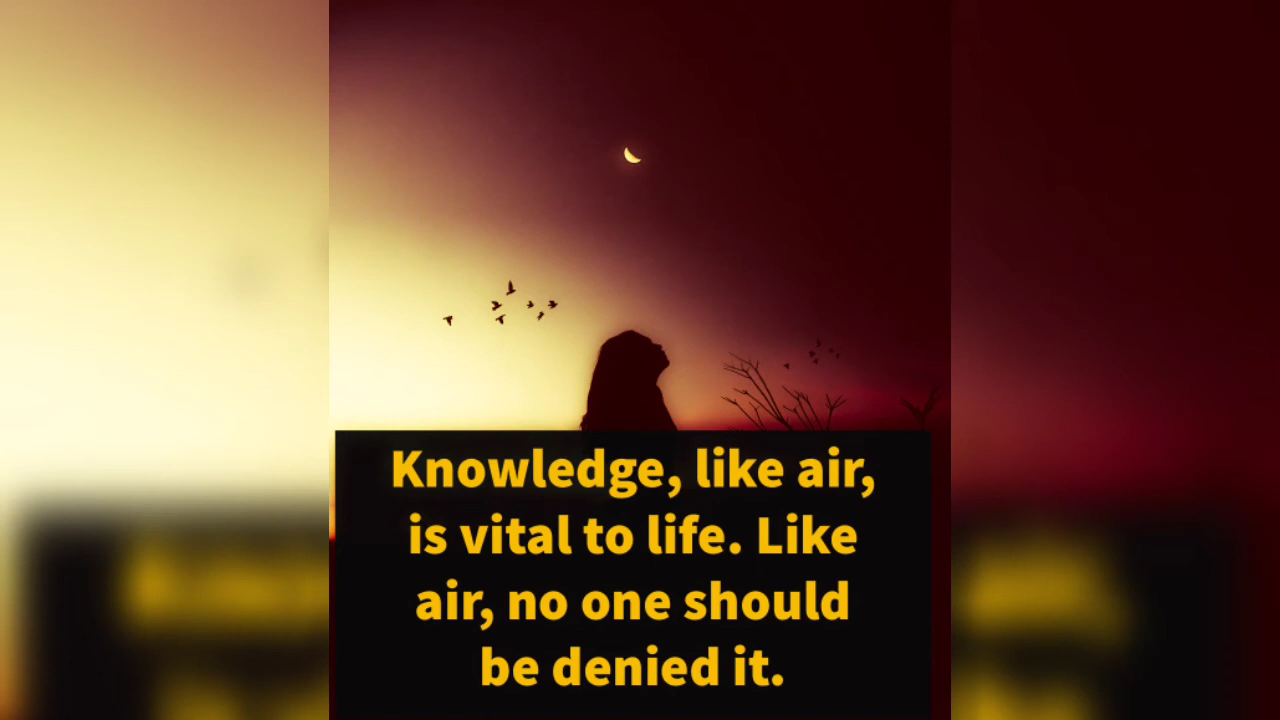 Knowledge, like air,
is vital to life. Like
air, no one should
be denied it.